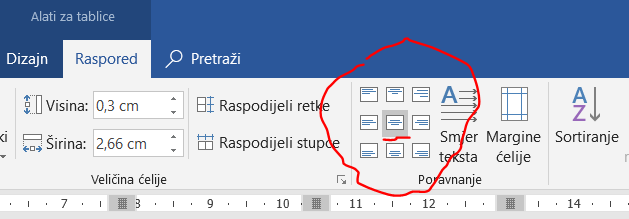 Alati za tablice
Dizajn Raspored Pretraži
Visina: 0,3 cm Raspodijeli retke
Širina: 2,66 cm Raspodijeli stupce
Smjer teksta
Margine ćelije
Sortiranje
Veličina ćelije Poravnanje
7 8 9 10 11 12 13 14